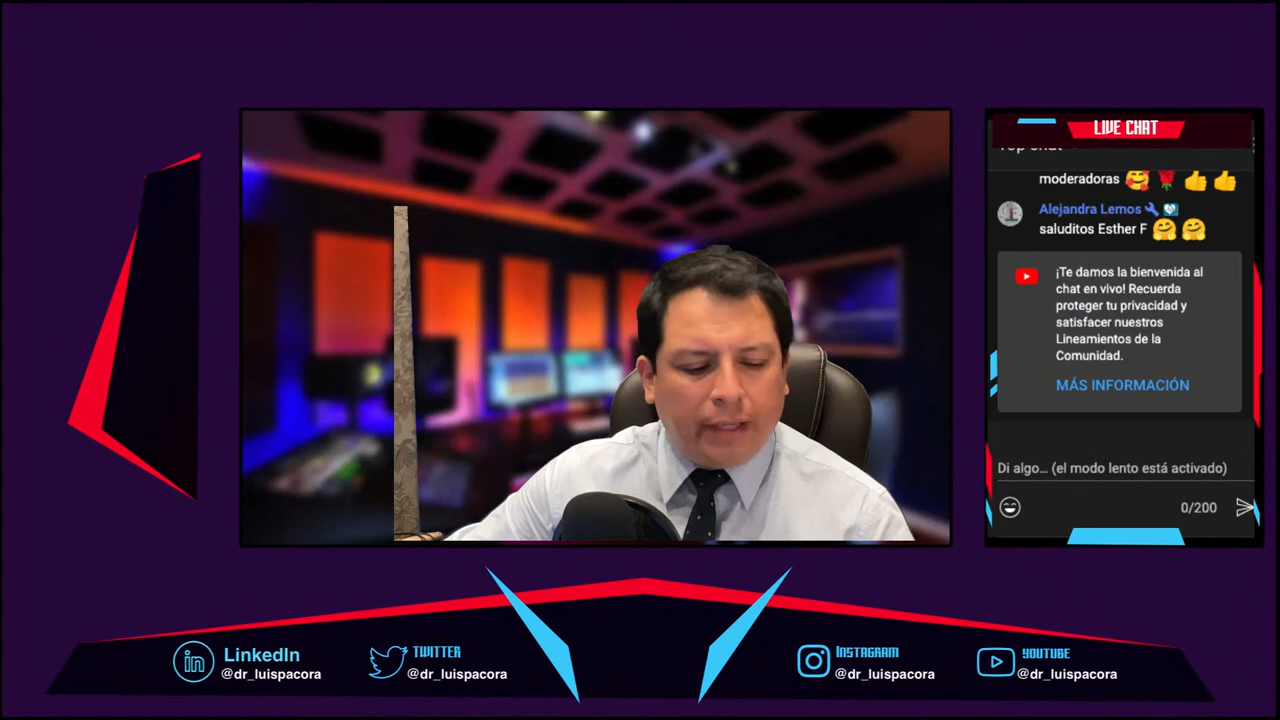 LIVE CHAT
Top chat
moderadoras
Alejandra Lemos
saluditos Esther F
¡Te damos la bienvenida al
chat en vivo! Recuerda
proteger tu privacidad y
satisfacer nuestros
Lineamientos de la
Comunidad.
MÁS INFORMACIÓN
Di algo... (el modo lento está activado)
0/200
LinkedIn
@dr_luispacora
TWITTER
@dr_luispacora
INSTAGRAM
@dr_luispacora
YOUTUBE
@dr_luispacora